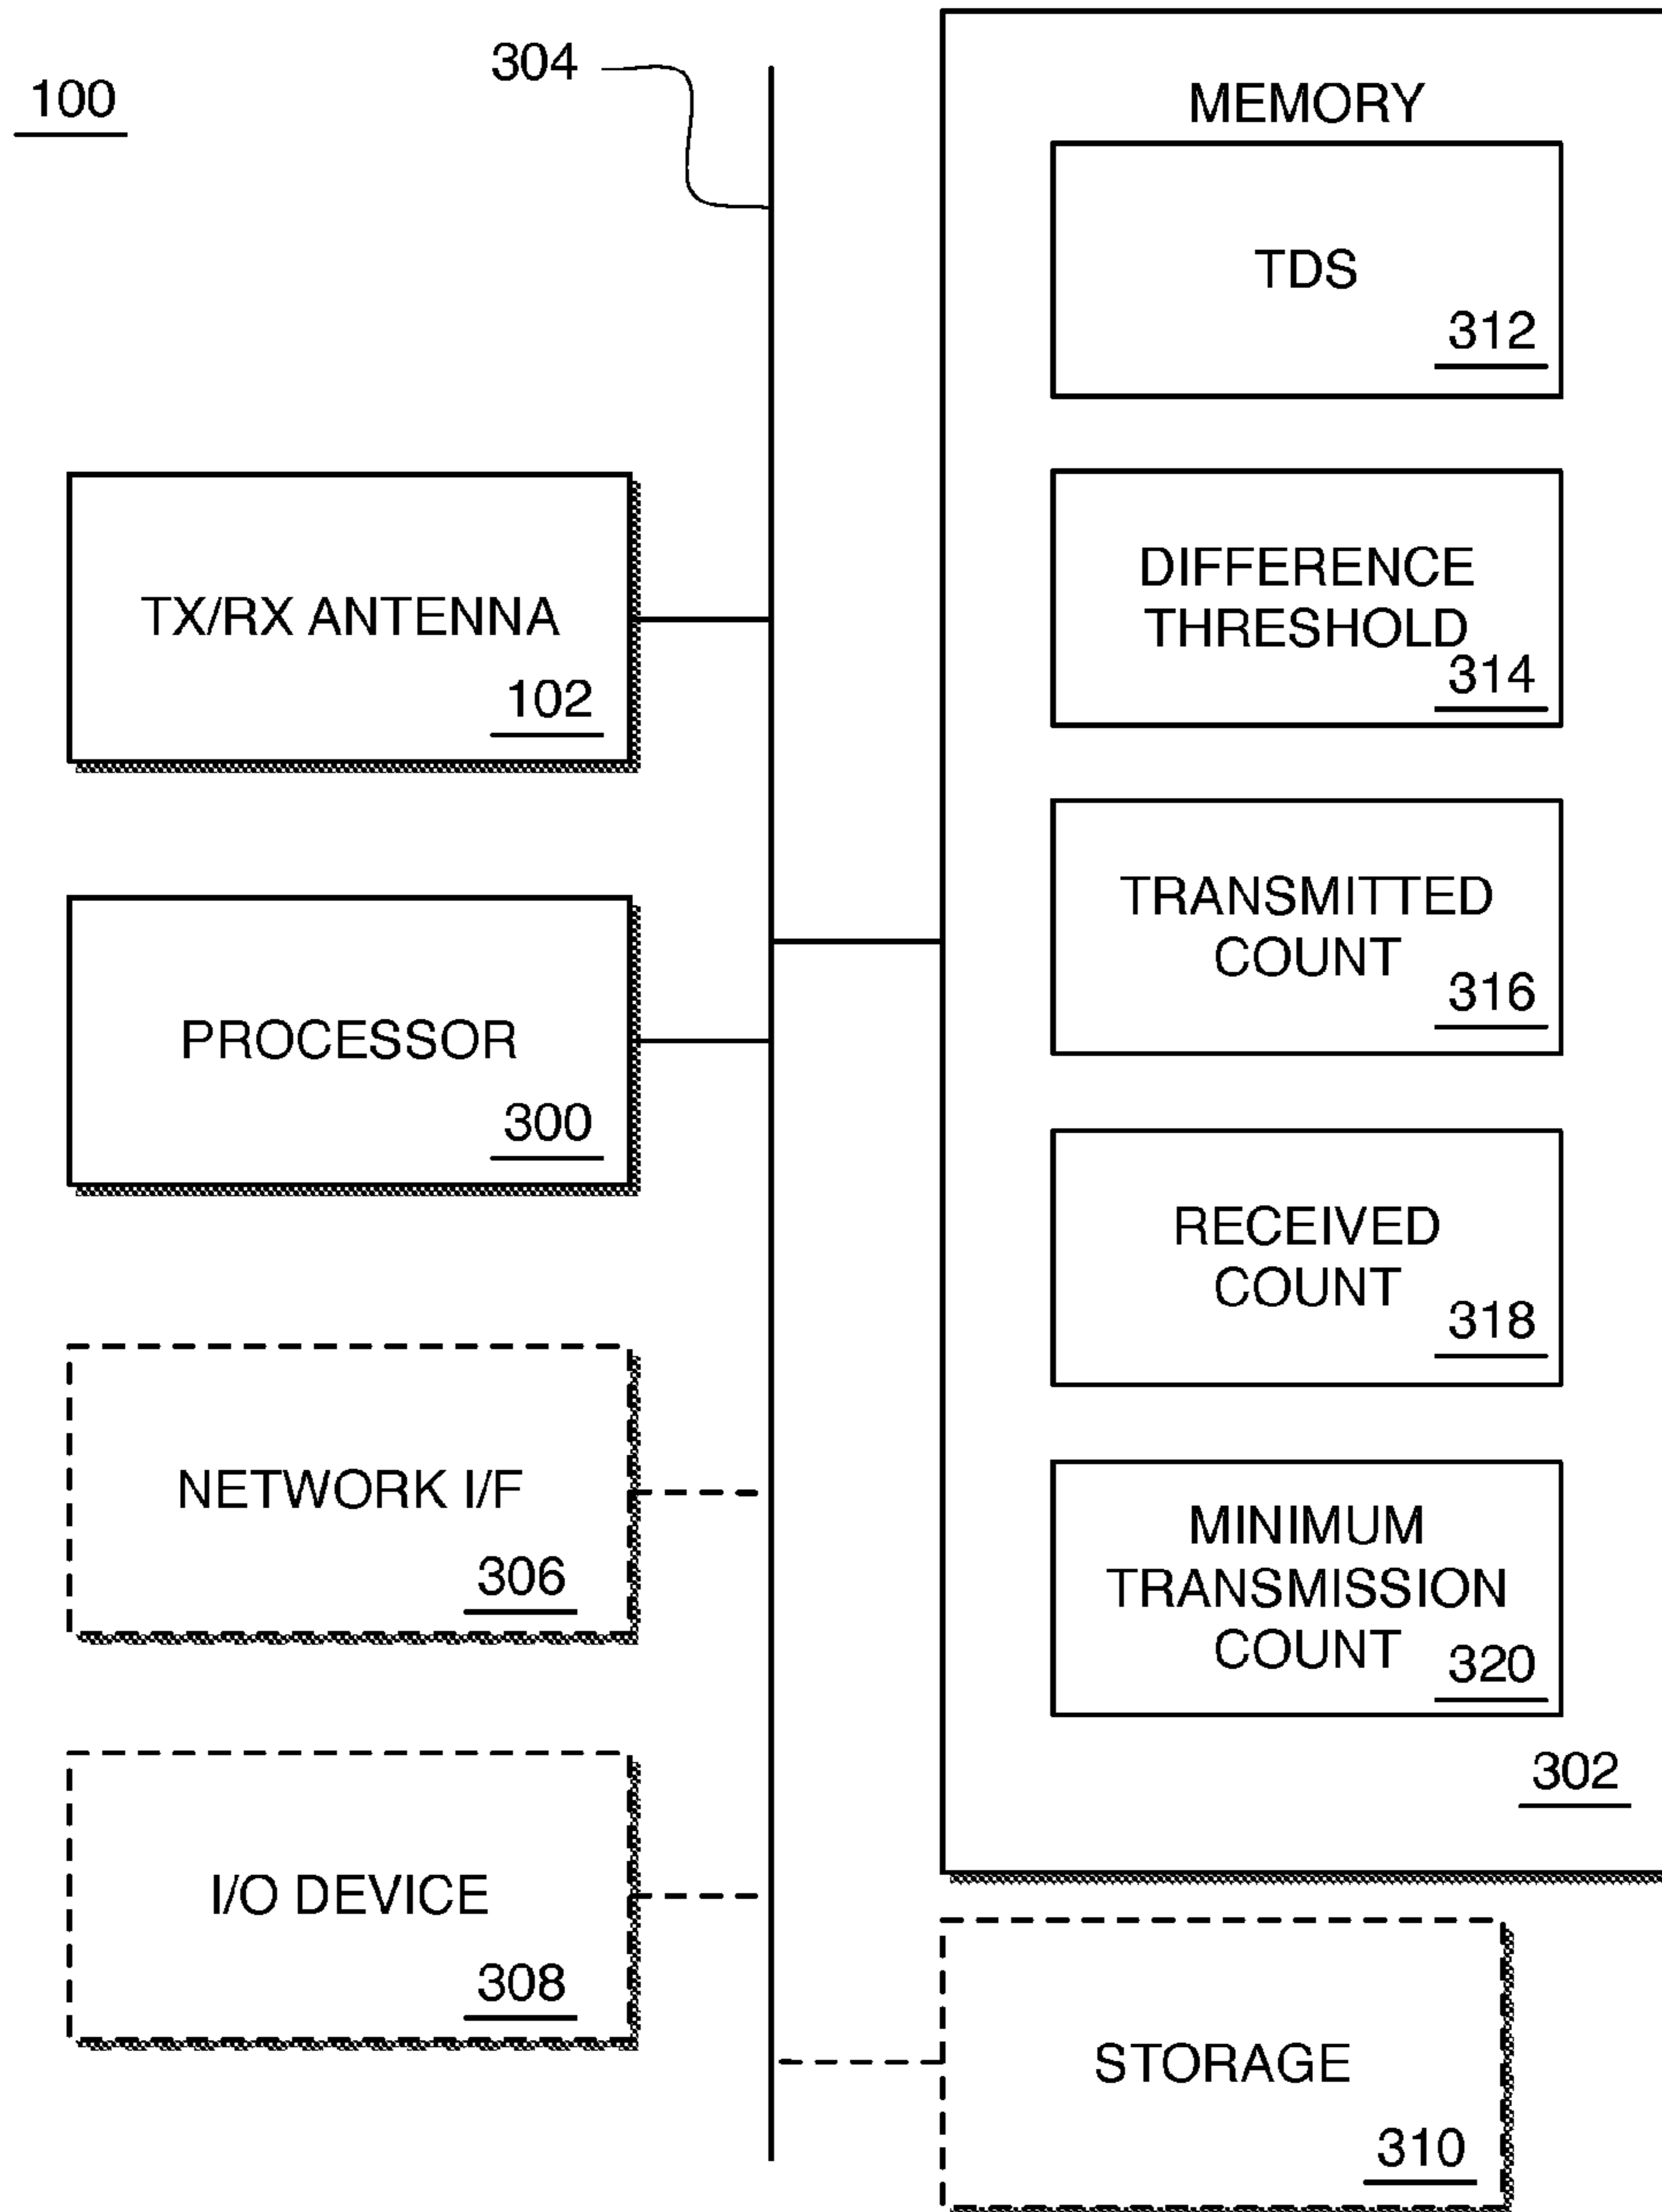 100
304
TX/RX ANTENNA
102
PROCESSOR
300
NETWORK I/F
306
I/O DEVICE
308
MEMORY
TDS
312
DIFFERENCE
THRESHOLD
314
TRANSMITTED
COUNT
316
RECEIVED
COUNT
318
MINIMUM
TRANSMISSION
COUNT
320
302
STORAGE
310